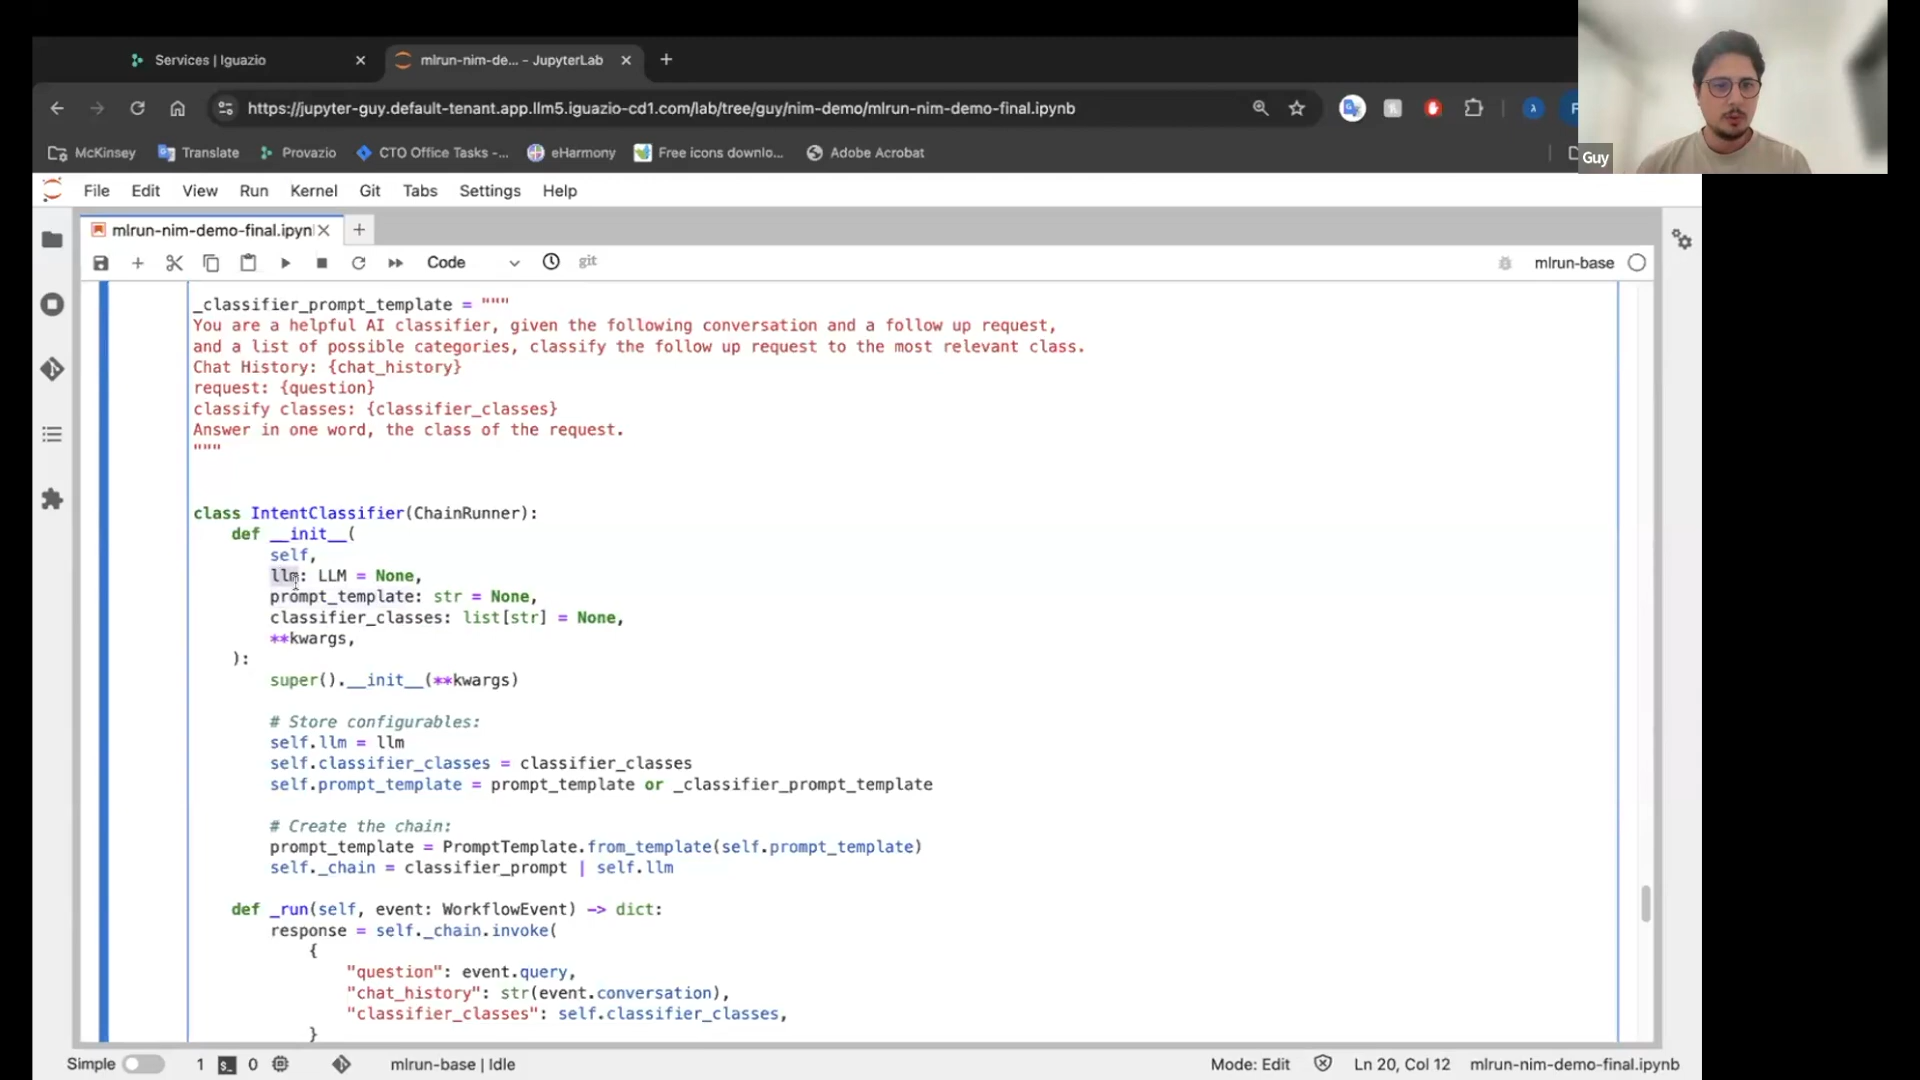 Services | Iguazio
mlrun-nim-de... – JupyterLab
https://jupyter-guy.default-tenant.app.llm5.iguazio-cd1.com/lab/tree/guy/nim-demo/mlrun-nim-demo-final.ipynb
McKinsey
Translate
Provazio
CTO Office Tasks -...
eHarmony
Free icons downlo...
Adobe Acrobat
Guy
File Edit View Run Kernel Git Tabs Settings Help
mlrun-nim-demo-final.ipyn
Code
git
mlrun-base
_classifier_prompt_template = """
You are a helpful AI classifier, given the following conversation and a follow up request,
and a list of possible categories, classify the follow up request to the most relevant class.
Chat History: {chat_history}
request: {question}
classify classes: {classifier_classes}
Answer in one word, the class of the request.
"""
class IntentClassifier(ChainRunner):
def __init__(
self,
llm: LLM = None,
prompt_template: str = None,
classifier_classes: list[str] = None,
**kwargs,
):
super().__init__(**kwargs)
# Store configurables:
self.llm = llm
self.classifier_classes = classifier_classes
self.prompt_template = prompt_template or _classifier_prompt_template
# Create the chain:
prompt_template = PromptTemplate.from_template(self.prompt_template)
self._chain = classifier_prompt | self.llm
def _run(self, event: WorkflowEvent) -> dict:
response = self._chain.invoke(
{
"question": event.query,
"chat_history": str(event.conversation),
"classifier_classes": self.classifier_classes,
}
Simple
1
0
mlrun-base | Idle
Mode: Edit
Ln 20, Col 12
mlrun-nim-demo-final.ipynb